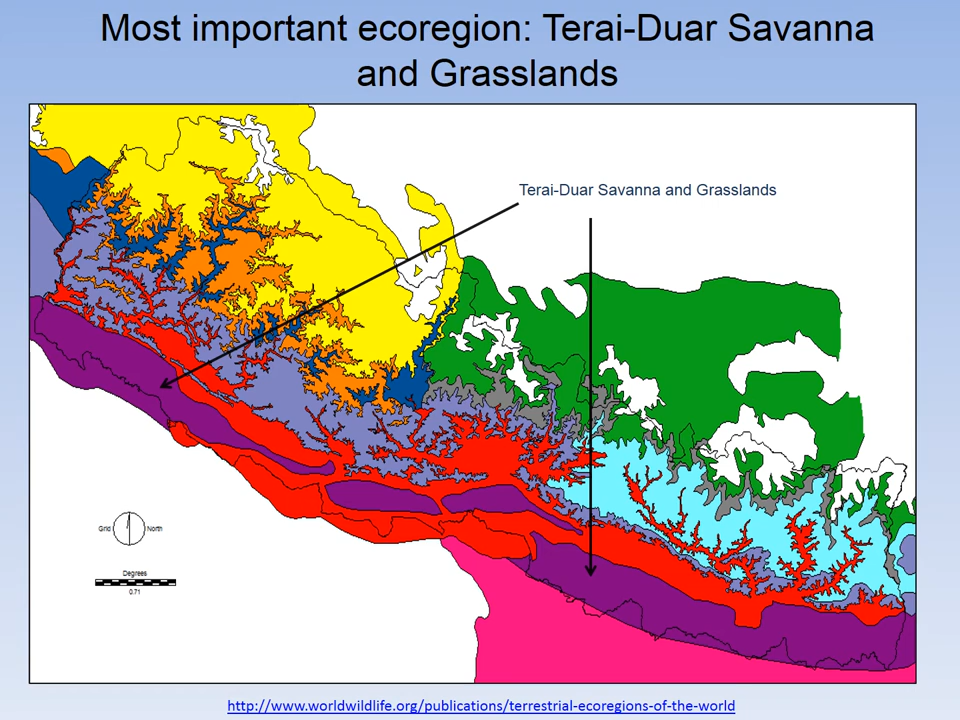 Most important ecoregion: Terai-Duar Savanna
and Grasslands
Terai-Duar Savanna and Grasslands
Grid North
Degrees
0.71
http://www.worldwildlife.org/publications/terrestrial-ecoregions-of-the-world